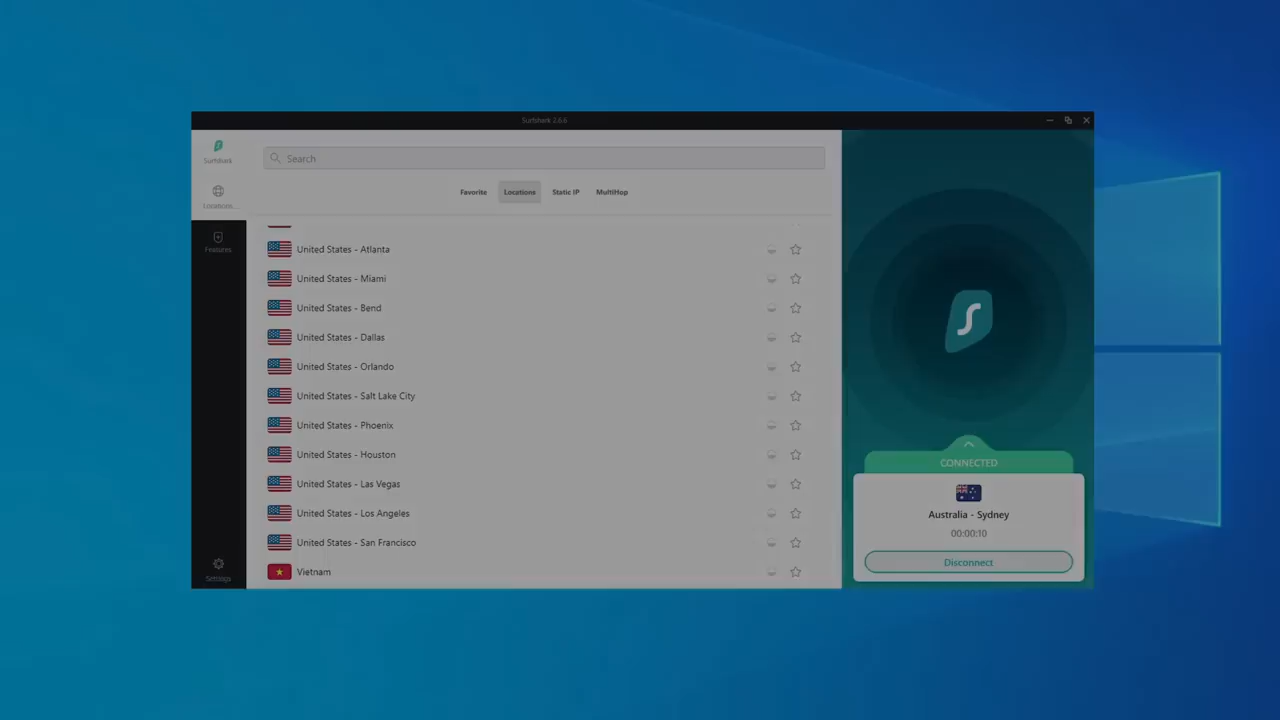 Surfshark 2.6.6
Surfshark
Search
Locations...
Favorite
Locations
Static IP
MultiHop
Features
United States - Atlanta
United States - Miami
United States - Bend
United States - Dallas
United States - Orlando
United States - Salt Lake City
United States - Phoenix
United States - Houston
United States - Las Vegas
United States - Los Angeles
United States - San Francisco
Vietnam
Settings
S
CONNECTED
Australia - Sydney
00:00:10
Disconnect